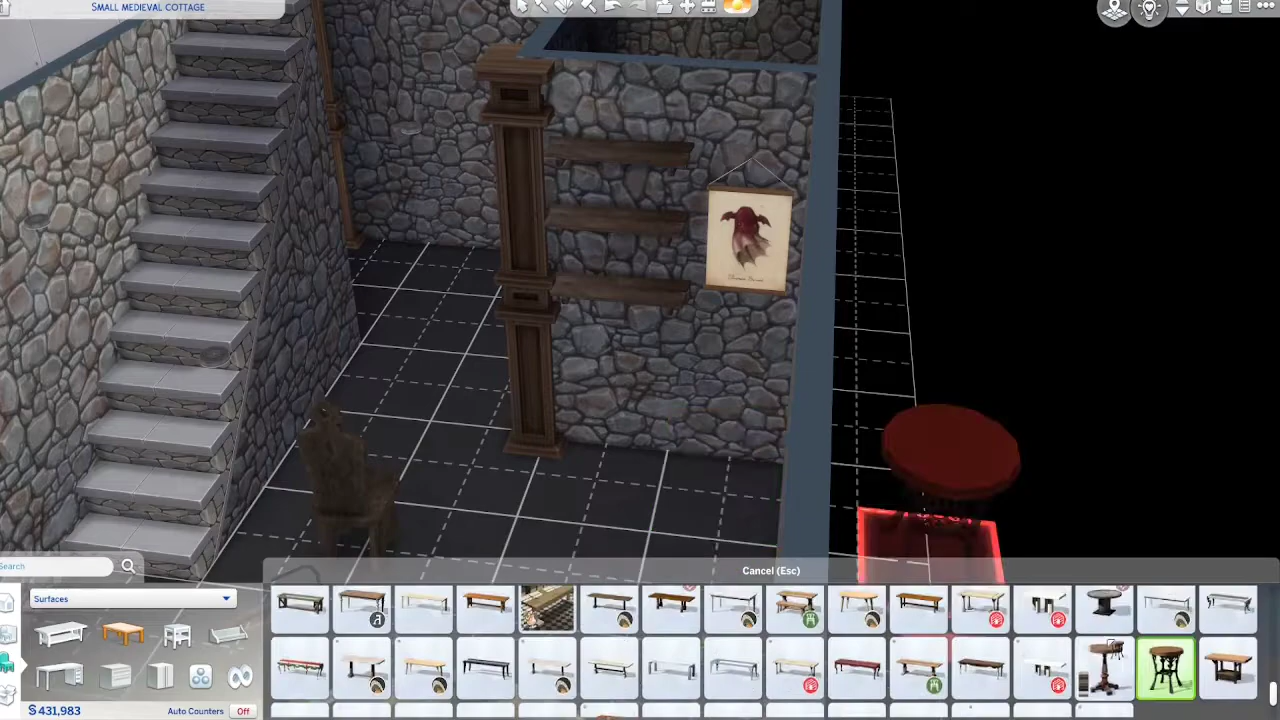 SMALL MEDIEVAL COTTAGE
Cancel (Esc)
Search
Surfaces
§431,983
Auto Counters
Off